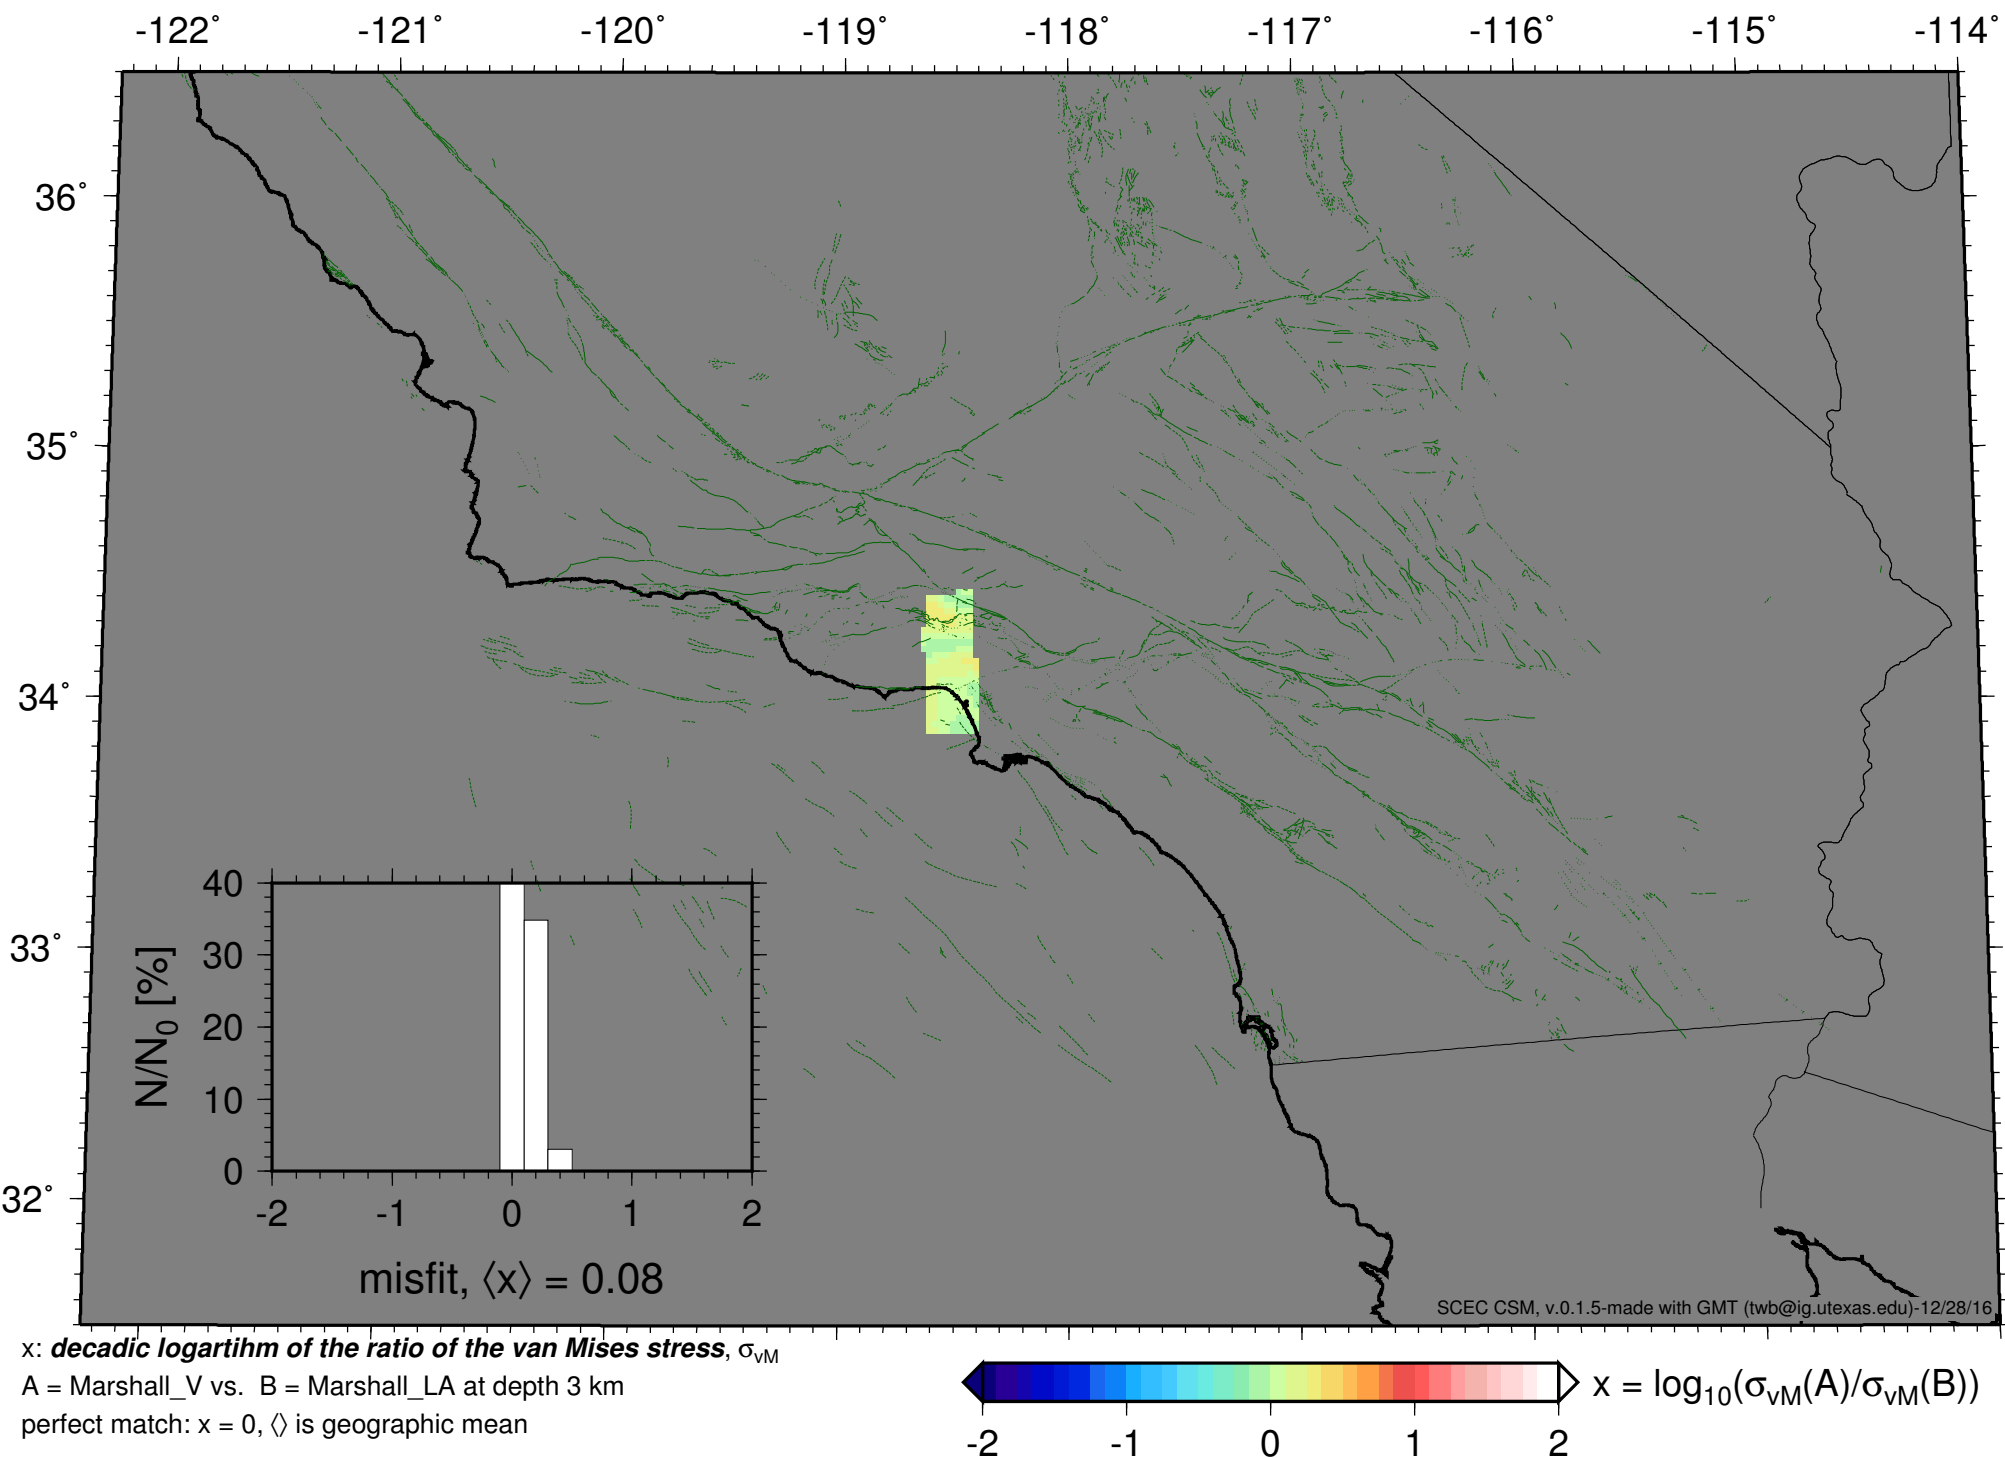 -122˚ -121˚ -120˚ -119˚ -118˚ -117˚ -116˚ -115˚ -114˚
36˚
35˚
34˚
33˚
32˚
40
30
20
10
0
N/N0 [%]
-2 -1 0 1 2
misfit, ⟨x⟩ = 0.08
SCEC CSM, v.0.1.5-made with GMT (twb@ig.utexas.edu)-12/28/16
x: decadic logartihm of the ratio of the van Mises stress, σvM
A = Marshall_V vs. B = Marshall_LA at depth 3 km
perfect match: x = 0, ⟨⟩ is geographic mean
x = log10(σvM(A)/σvM(B))
-2 -1 0 1 2